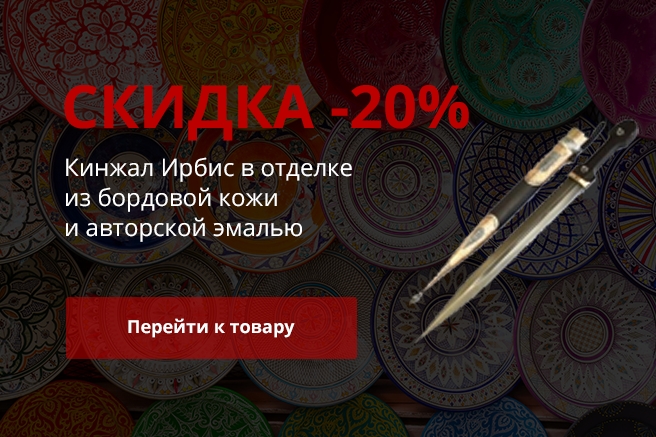 СКИДКА -20%
Кинжал Ирбис в отделке
из бордовой кожи
и авторской эмалью
Перейти к товару